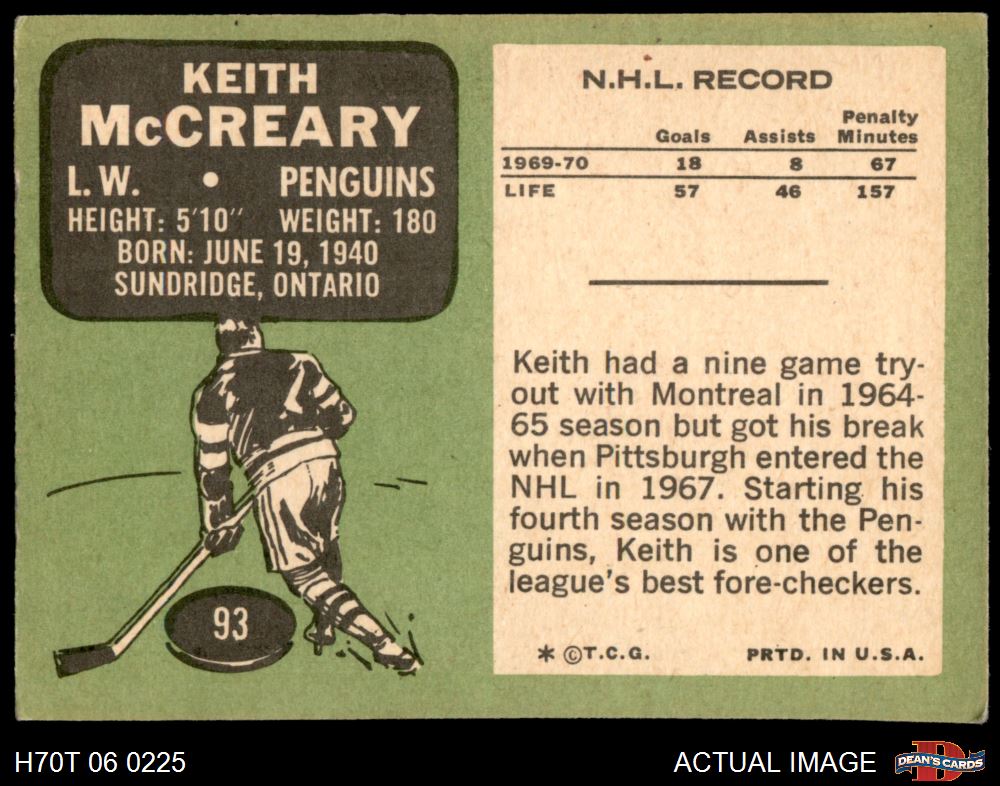 KEITH
McCREARY
L. W. • PENGUINS
HEIGHT: 5'10" WEIGHT: 180
BORN: JUNE 19, 1940
SUNDRIDGE, ONTARIO
93
N.H.L. RECORD
Goals Assists Penalty Minutes
1969-70 18 8 67
LIFE 57 46 157
Keith had a nine game try-
out with Montreal in 1964-
65 season but got his break
when Pittsburgh entered the
NHL in 1967. Starting his
fourth season with the Pen-
guins, Keith is one of the
league's best fore-checkers.
* ©T.C.G. PRTD. IN U.S.A.
H70T 06 0225
ACTUAL IMAGE
DEAN'S CARDS